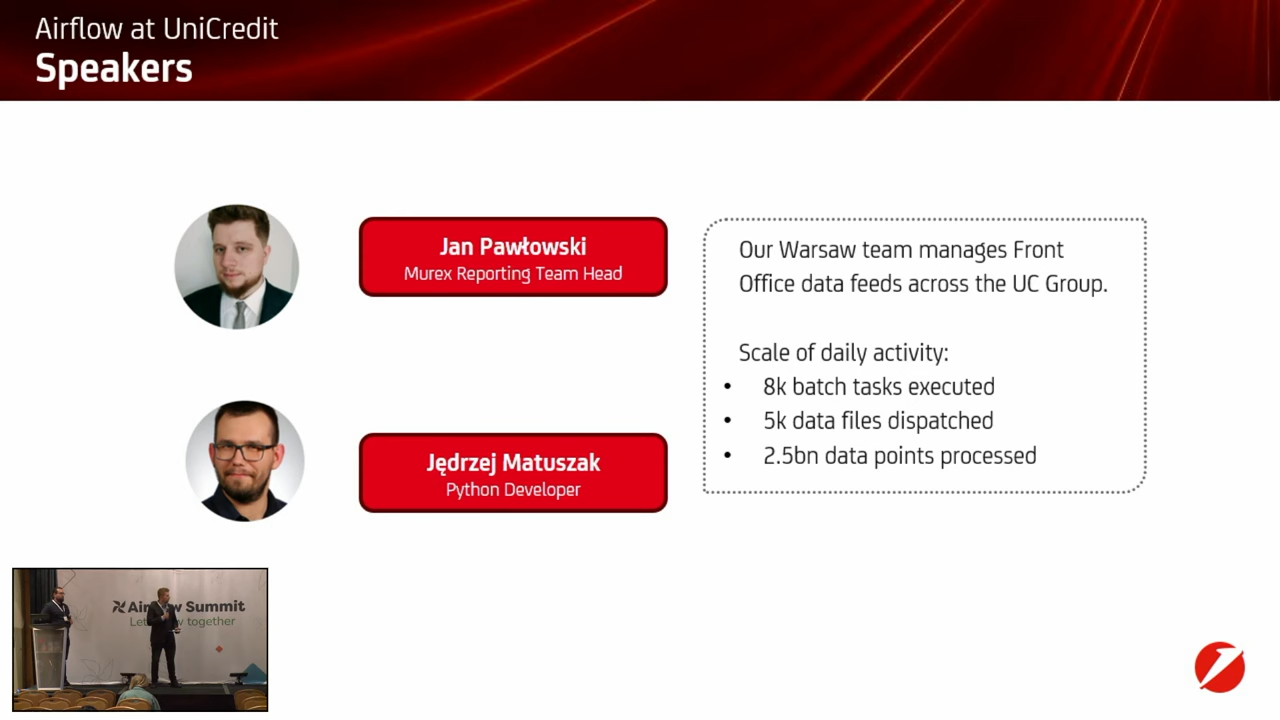 Airflow at UniCredit
Speakers
Jan Pawłowski
Murex Reporting Team Head
Jędrzej Matuszak
Python Developer
Our Warsaw team manages Front
Office data feeds across the UC Group.
Scale of daily activity:
• 8k batch tasks executed
• 5k data files dispatched
• 2.5bn data points processed
Summit
together